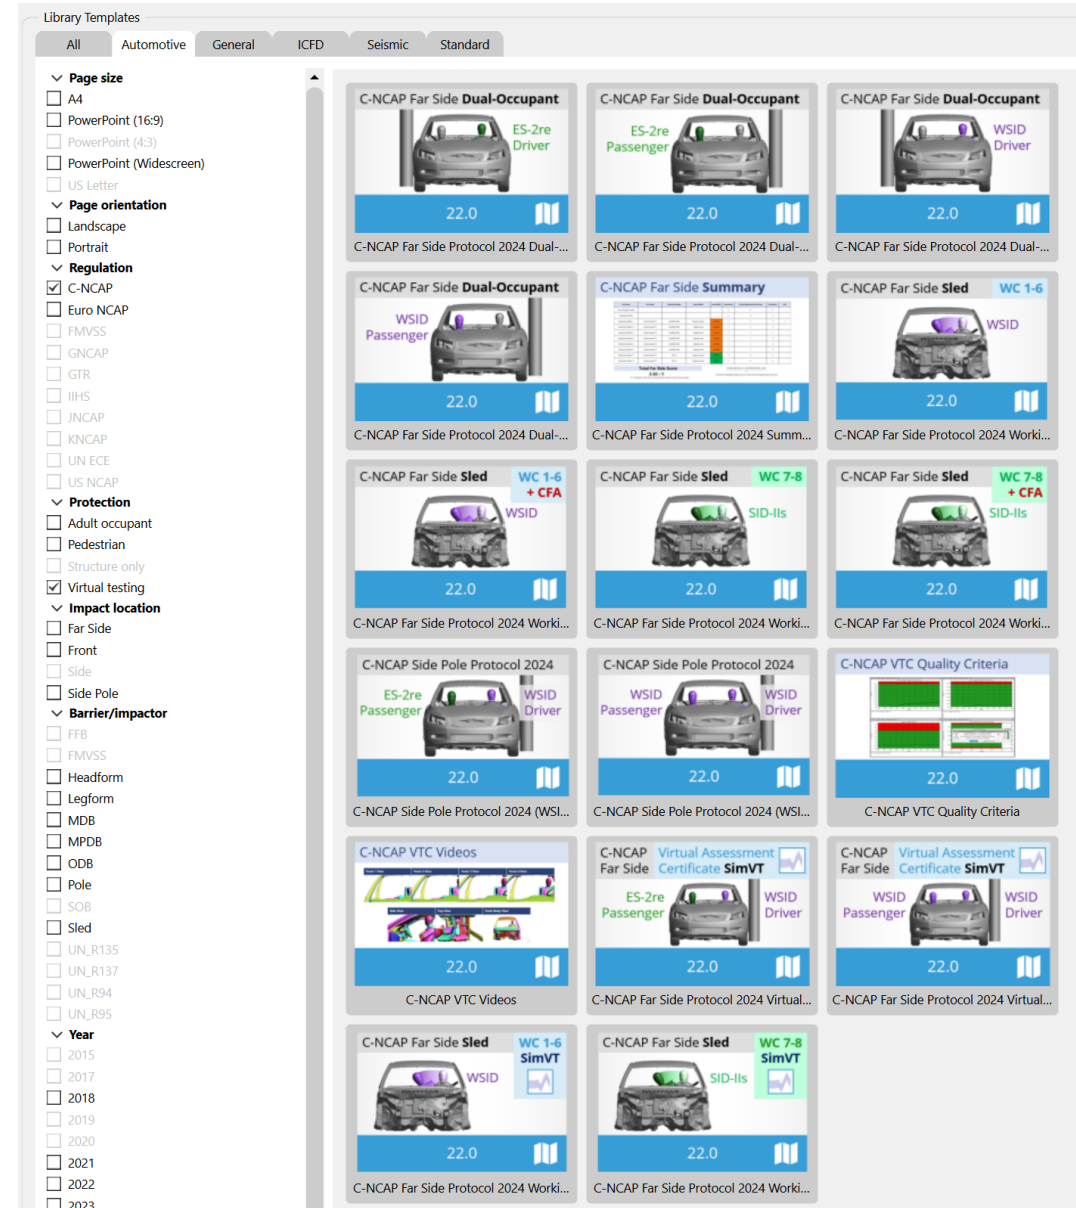 Library Templates
All
Automotive
General
ICFD
Seismic
Standard
Page size
A4
PowerPoint (16:9)
PowerPoint (4:3)
PowerPoint (Widescreen)
US Letter
Page orientation
Landscape
Portrait
Regulation
C-NCAP
Euro NCAP
FMVSS
GNCAP
GTR
IIHS
JNCAP
KNCAP
UN ECE
US NCAP
Protection
Adult occupant
Pedestrian
Structure only
Virtual testing
Impact location
Far Side
Front
Side
Side Pole
Barrier/impactor
FFB
FMVSS
Headform
Legform
MDB
MPDB
ODB
Pole
SOB
Sled
UN_R135
UN_R137
UN_R94
UN_R95
Year
2015
2017
2018
2019
2020
2021
2022
2023
C-NCAP Far Side Dual-Occupant
ES-2re
Driver
22.0
C-NCAP Far Side Protocol 2024 Dual-...
C-NCAP Far Side Dual-Occupant
ES-2re
Passenger
22.0
C-NCAP Far Side Protocol 2024 Dual-...
C-NCAP Far Side Dual-Occupant
WSID
Driver
22.0
C-NCAP Far Side Protocol 2024 Dual-...
C-NCAP Far Side Dual-Occupant
WSID
Passenger
22.0
C-NCAP Far Side Protocol 2024 Dual-...
C-NCAP Far Side Summary
Total Far Side Score
22.0
C-NCAP Far Side Protocol 2024 Summ...
C-NCAP Far Side Sled WC 1-6
WSID
22.0
C-NCAP Far Side Protocol 2024 Worki...
C-NCAP Far Side Sled WC 1-6
+ CFA
WSID
22.0
C-NCAP Far Side Protocol 2024 Worki...
C-NCAP Far Side Sled WC 7-8
SID-IIs
22.0
C-NCAP Far Side Protocol 2024 Worki...
C-NCAP Far Side Sled WC 7-8
+ CFA
SID-IIs
22.0
C-NCAP Far Side Protocol 2024 Worki...
C-NCAP Side Pole Protocol 2024
ES-2re WSID
Passenger Driver
22.0
C-NCAP Side Pole Protocol 2024 (WSI...
C-NCAP Side Pole Protocol 2024
WSID WSID
Passenger Driver
22.0
C-NCAP Side Pole Protocol 2024 (WSI...
C-NCAP VTC Quality Criteria
22.0
C-NCAP VTC Quality Criteria
C-NCAP VTC Videos
22.0
C-NCAP VTC Videos
C-NCAP Virtual Assessment
Far Side Certificate SimVT
ES-2re WSID
Passenger Driver
22.0
C-NCAP Far Side Protocol 2024 Virtual...
C-NCAP Virtual Assessment
Far Side Certificate SimVT
WSID WSID
Passenger Driver
22.0
C-NCAP Far Side Protocol 2024 Virtual...
C-NCAP Far Side Sled WC 1-6
SimVT
WSID
22.0
C-NCAP Far Side Protocol 2024 Worki...
C-NCAP Far Side Sled WC 7-8
SimVT
SID-IIs
22.0
C-NCAP Far Side Protocol 2024 Worki...